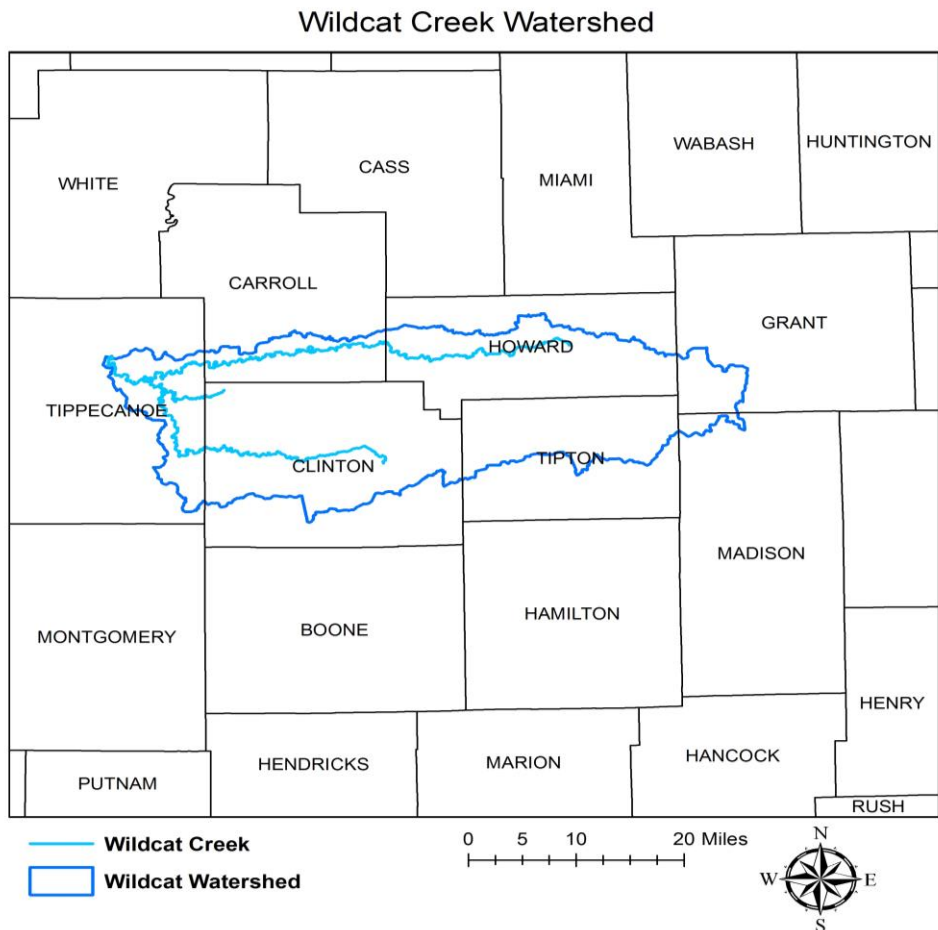 Wildcat Creek Watershed
WABASH
HUNTINGTON
CASS
MIAMI
WHITE
CARROLL
GRANT
HOWARD
TIPPECANOE
CLINTON
TIPTON
MADISON
HAMILTON
BOONE
MONTGOMERY
HENRY
HENDRICKS
MARION
HANCOCK
PUTNAM
RUSH
Wildcat Creek
Wildcat Watershed
0 5 10 20 Miles
N
W E
S